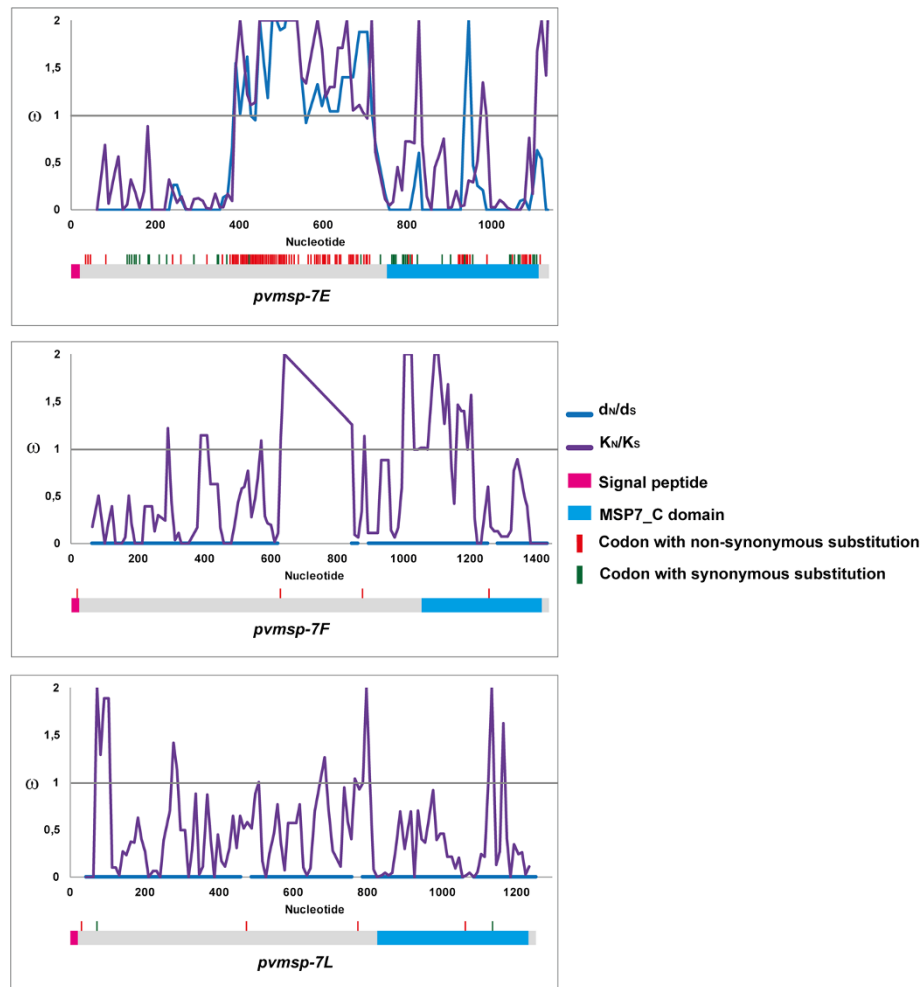 2
1,5
ω 1
0,5
0
0 200 400 600 800 1000
Nucleotide
pvmsp-7E
2
1,5
ω 1
0,5
0
0 200 400 600 800 1000 1200 1400
Nucleotide
pvmsp-7F
dN/dS
KN/KS
Signal peptide
MSP7_C domain
Codon with non-synonymous substitution
Codon with synonymous substitution
2
1,5
ω 1
0,5
0
0 200 400 600 800 1000 1200
Nucleotide
pvmsp-7L